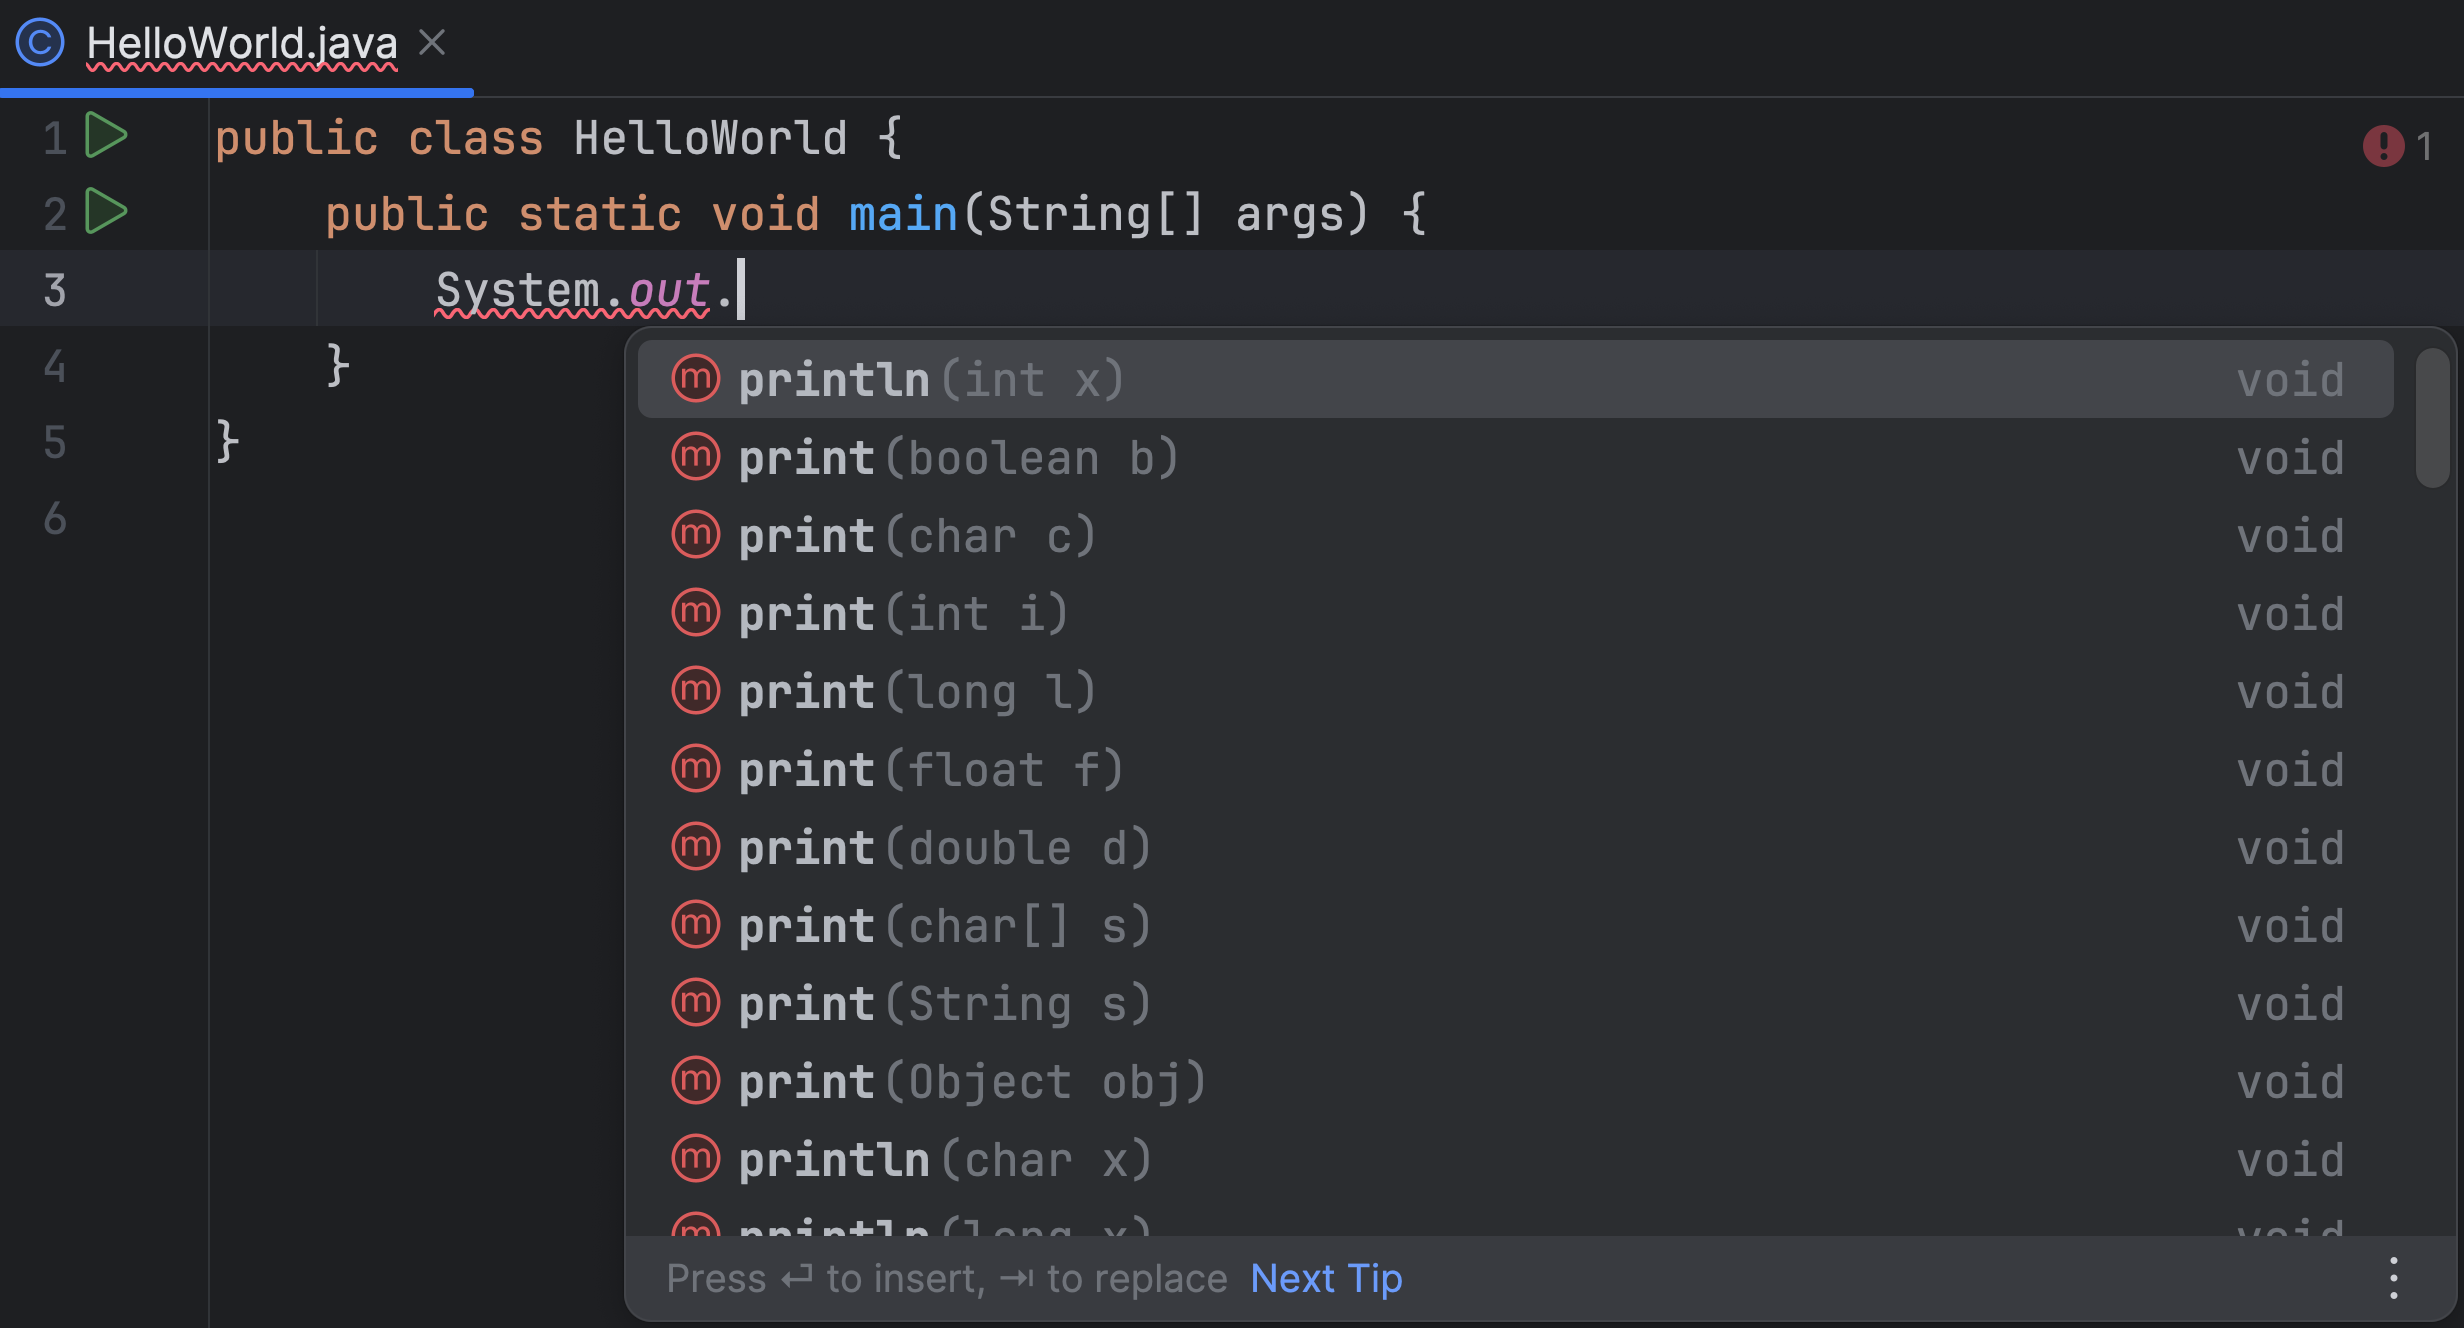 HelloWorld.java
1
1 public class HelloWorld {
2 public static void main(String[] args) {
3 System.out.
4 }
5 }
6
println(int x) void
print(boolean b) void
print(char c) void
print(int i) void
print(long l) void
print(float f) void
print(double d) void
print(char[] s) void
print(String s) void
print(Object obj) void
println(char x) void
println(long x) void
Press ↵ to insert, ⇥ to replace Next Tip